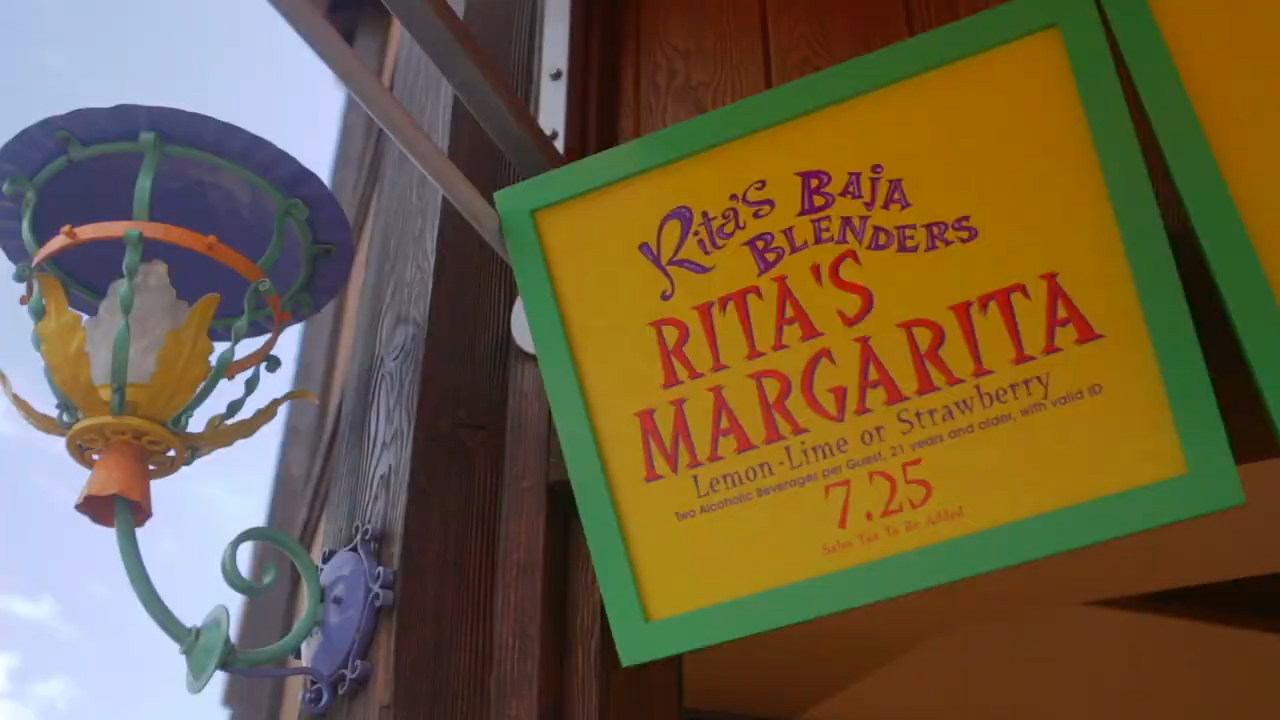 Rita's Baja
Blenders
RITA'S
MARGARITA
Lemon-Lime or Strawberry
Two Alcoholic Beverages per Guest, 21 years and older, with valid ID
7.25
Sales Tax To Be Added